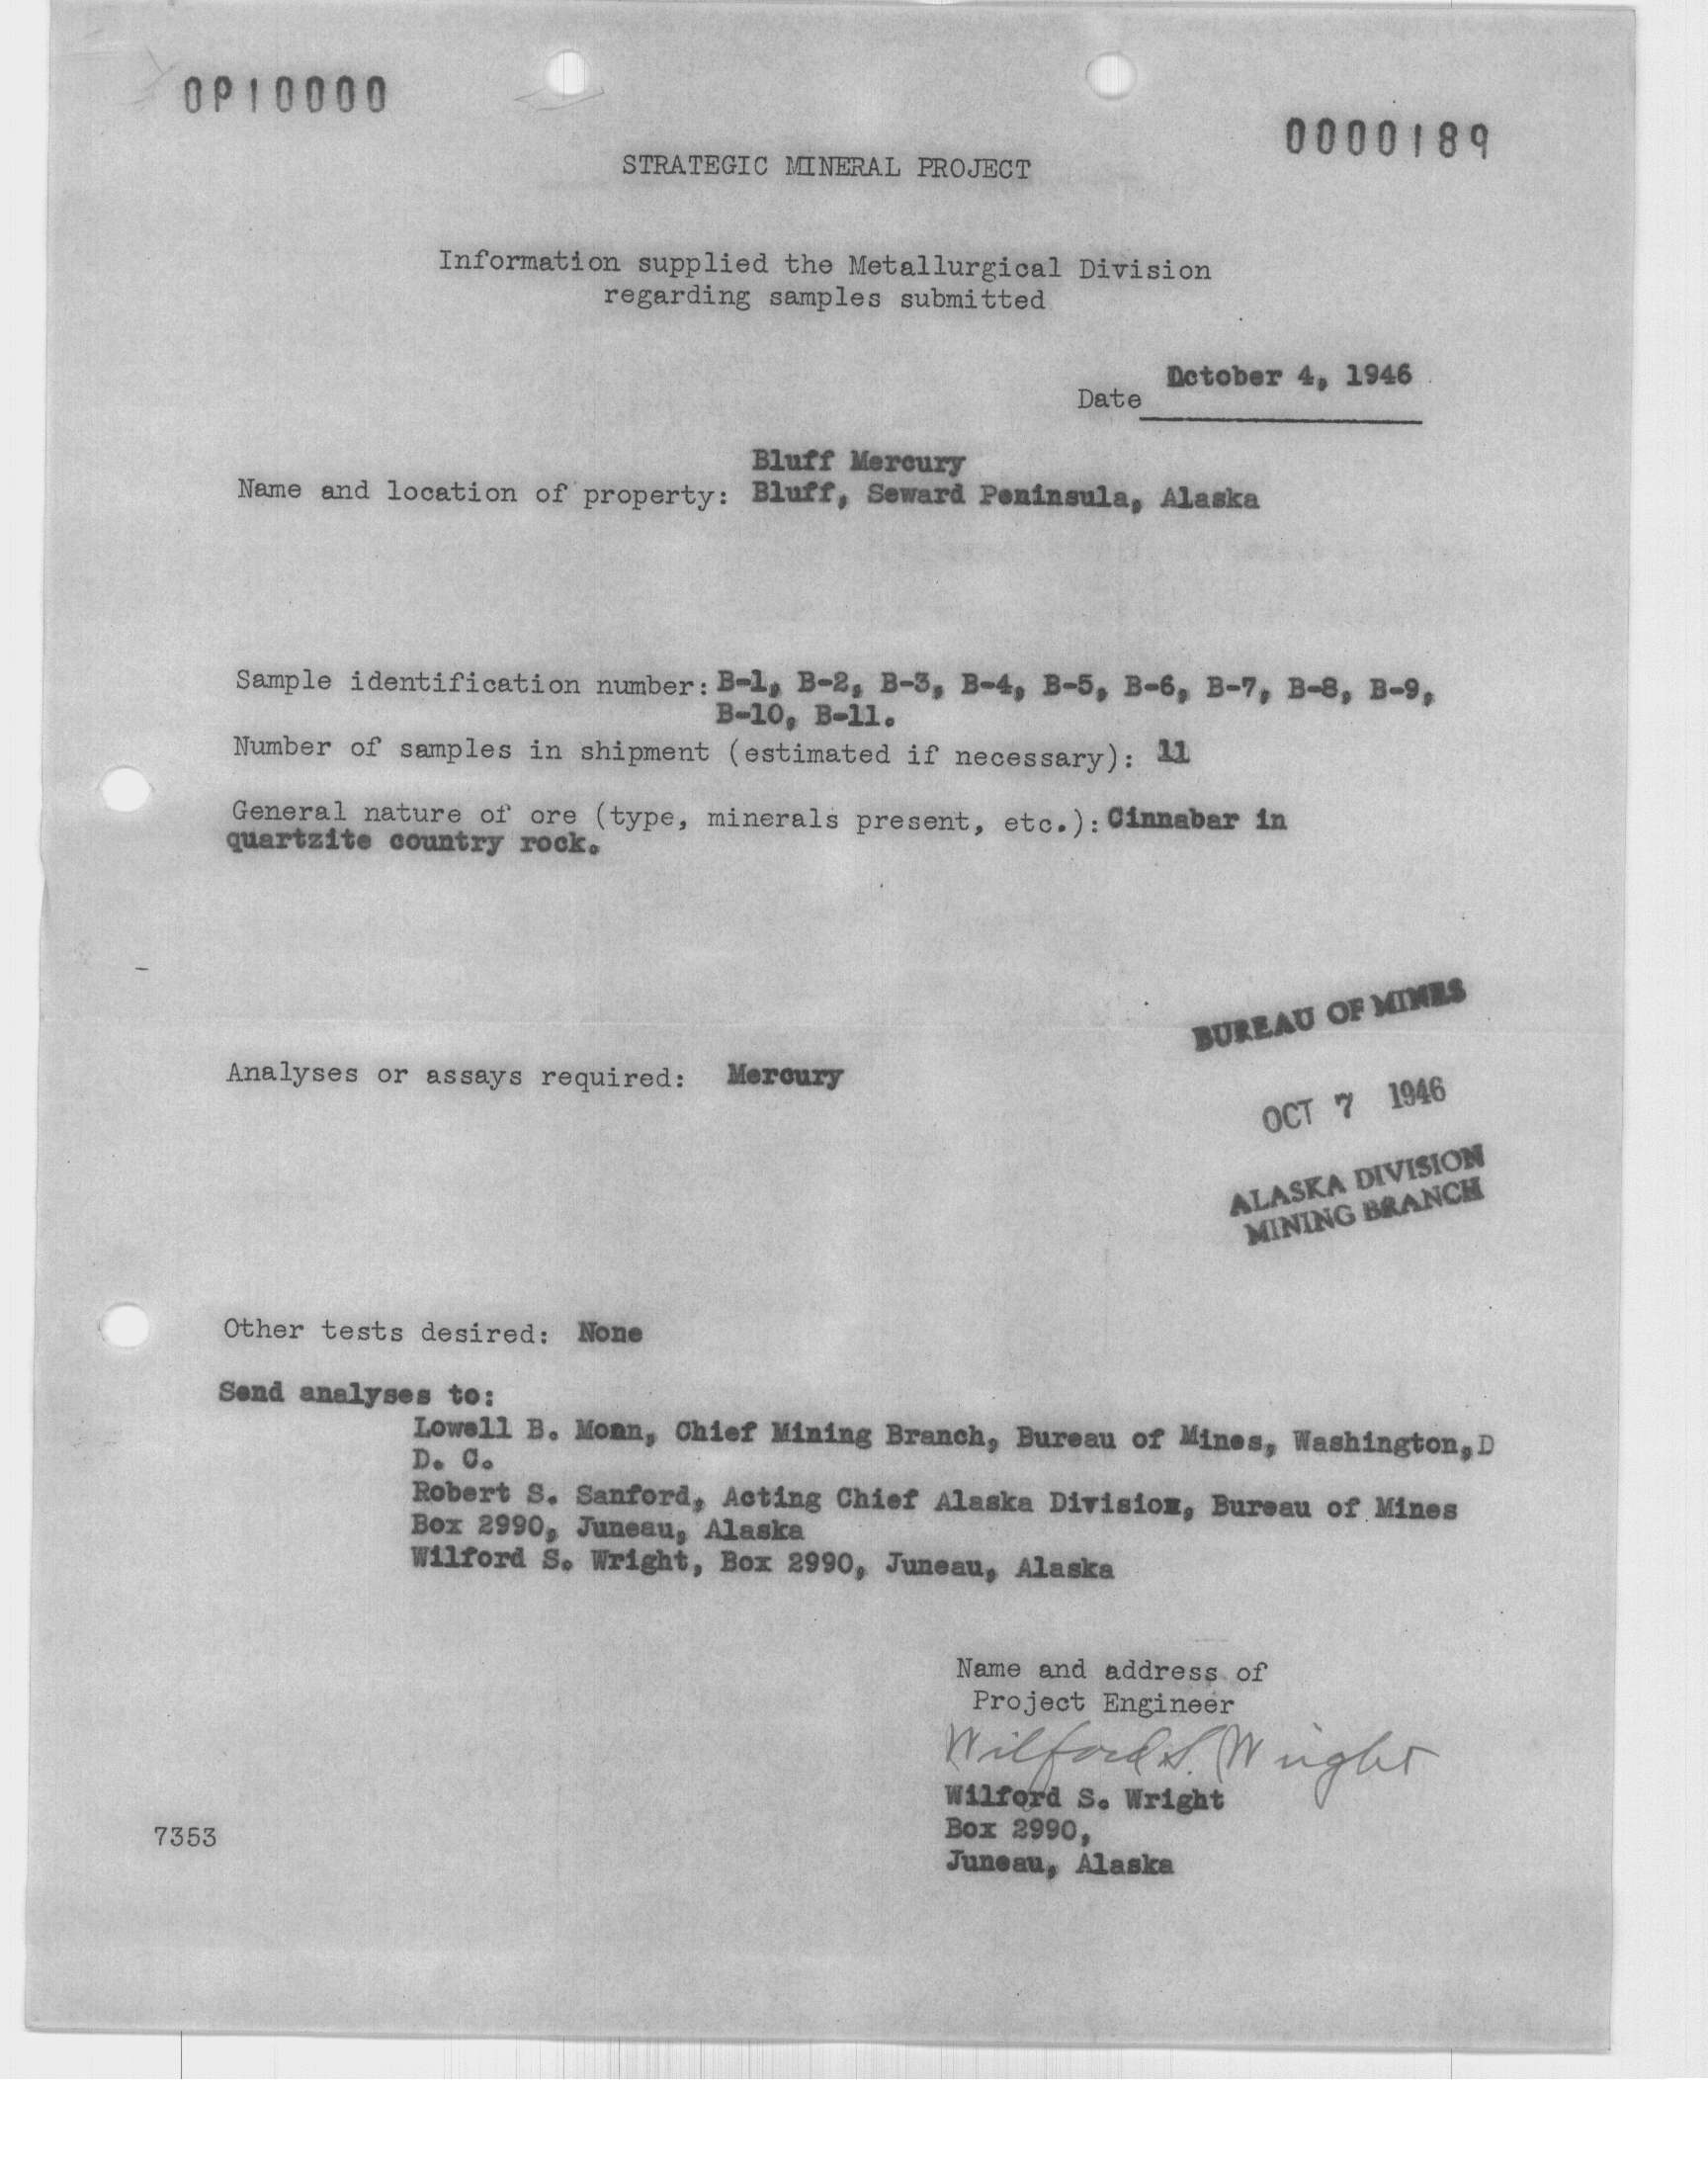 OP10000
0000189
STRATEGIC MINERAL PROJECT
Information supplied the Metallurgical Division
regarding samples submitted
October 4, 1946
Date
Bluff Mercury
Name and location of property: Bluff, Seward Peninsula, Alaska
Sample identification number: B-1, B-2, B-3, B-4, B-5, B-6, B-7, B-8, B-9,
B-10, B-11.
Number of samples in shipment (estimated if necessary): 11
General nature of ore (type, minerals present, etc.): Cinnabar in
quartzite country rock.
BUREAU OF MINES
Analyses or assays required: Mercury
OCT 7 1946
ALASKA DIVISION
MINING BRANCH
Other tests desired: None
Send analyses to:
Lowell B. Moan, Chief Mining Branch, Bureau of Mines, Washington, D
D. C.
Robert S. Sanford, Acting Chief Alaska Division, Bureau of Mines
Box 2990, Juneau, Alaska
Wilford S. Wright, Box 2990, Juneau, Alaska
Name and address of
Project Engineer
Wilford S. Wright
Wilford S. Wright
Box 2990,
7353
Juneau, Alaska